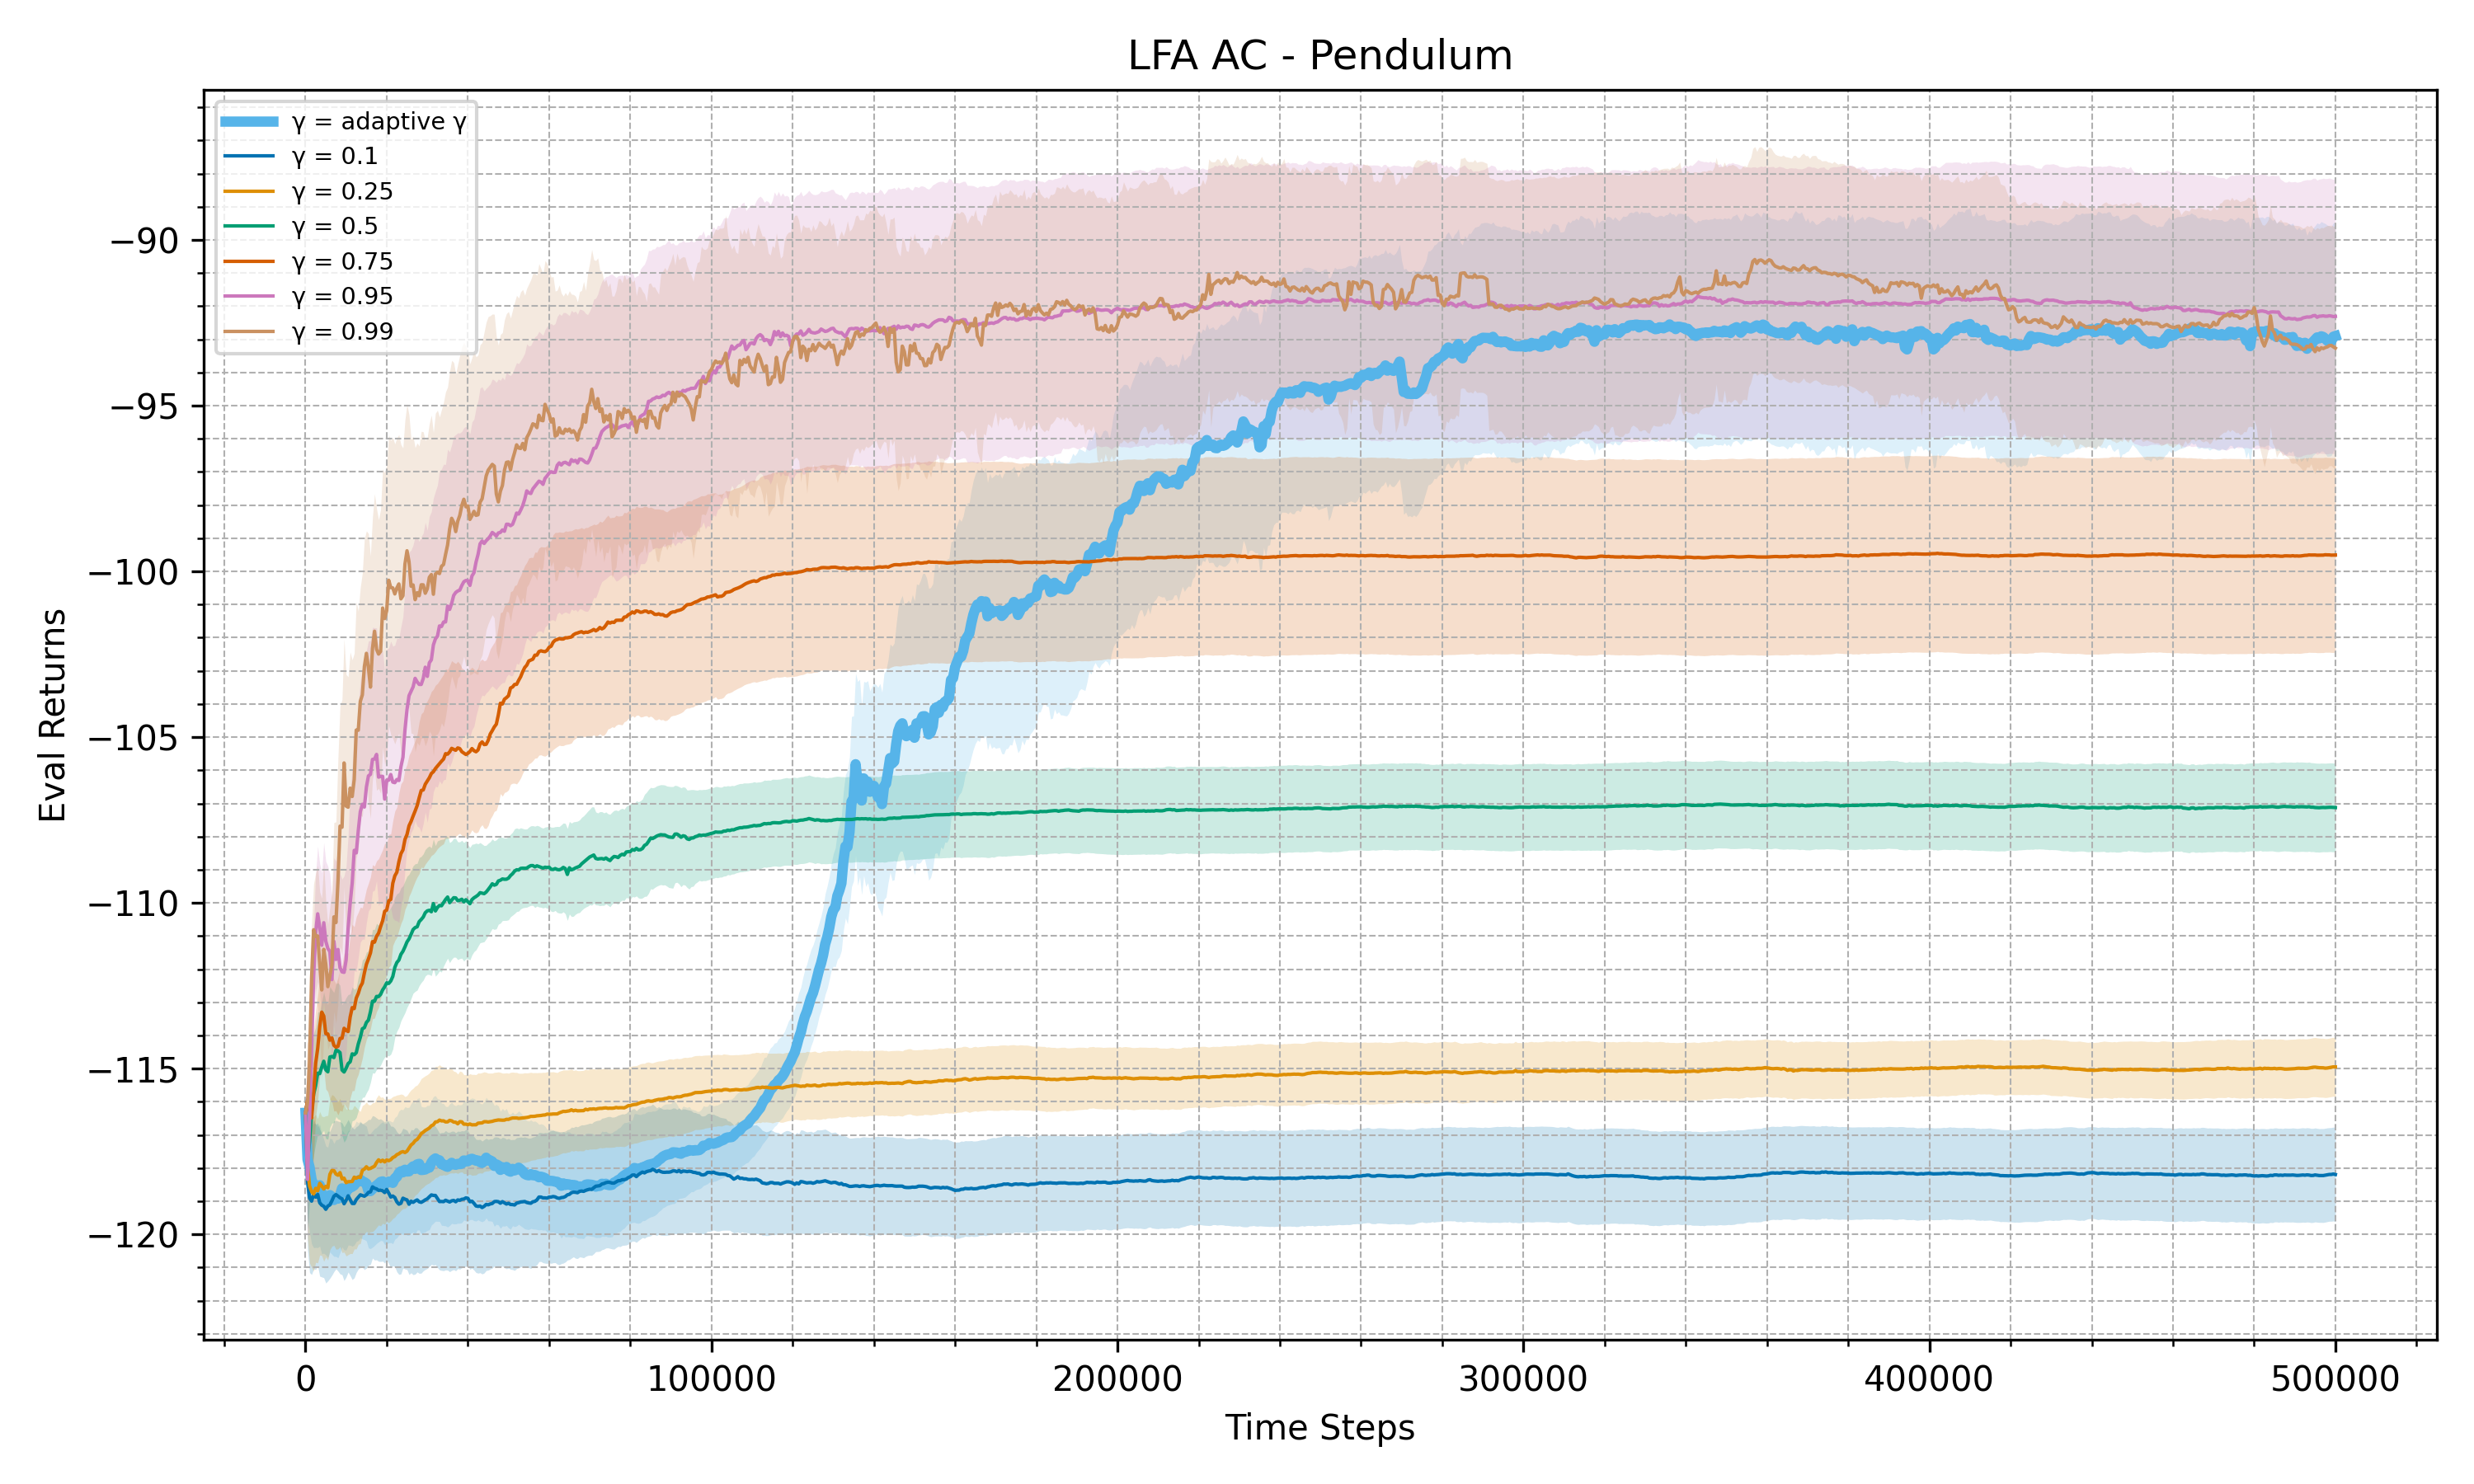 LFA AC - Pendulum
γ = adaptive γ
γ = 0.1
γ = 0.25
γ = 0.5
γ = 0.75
γ = 0.95
γ = 0.99
Eval Returns
−90
−95
−100
−105
−110
−115
−120
0 100000 200000 300000 400000 500000
Time Steps